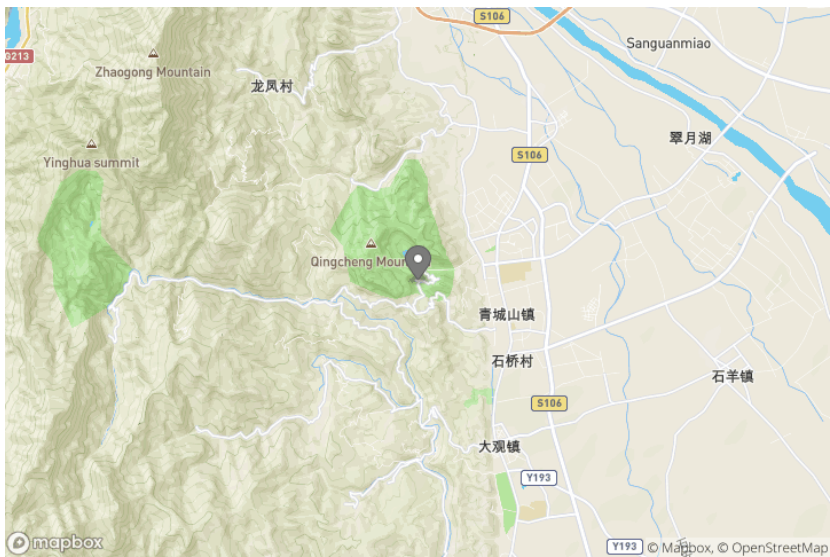 S106
Sanguanmiao
G213
Zhaogong Mountain
龙凤村
翠月湖
S106
Yinghua summit
Qingcheng Moun
青城山镇
石桥村
石羊镇
S106
大观镇
Y193
mapbox
Y193
© Mapbox, © OpenStreetMap